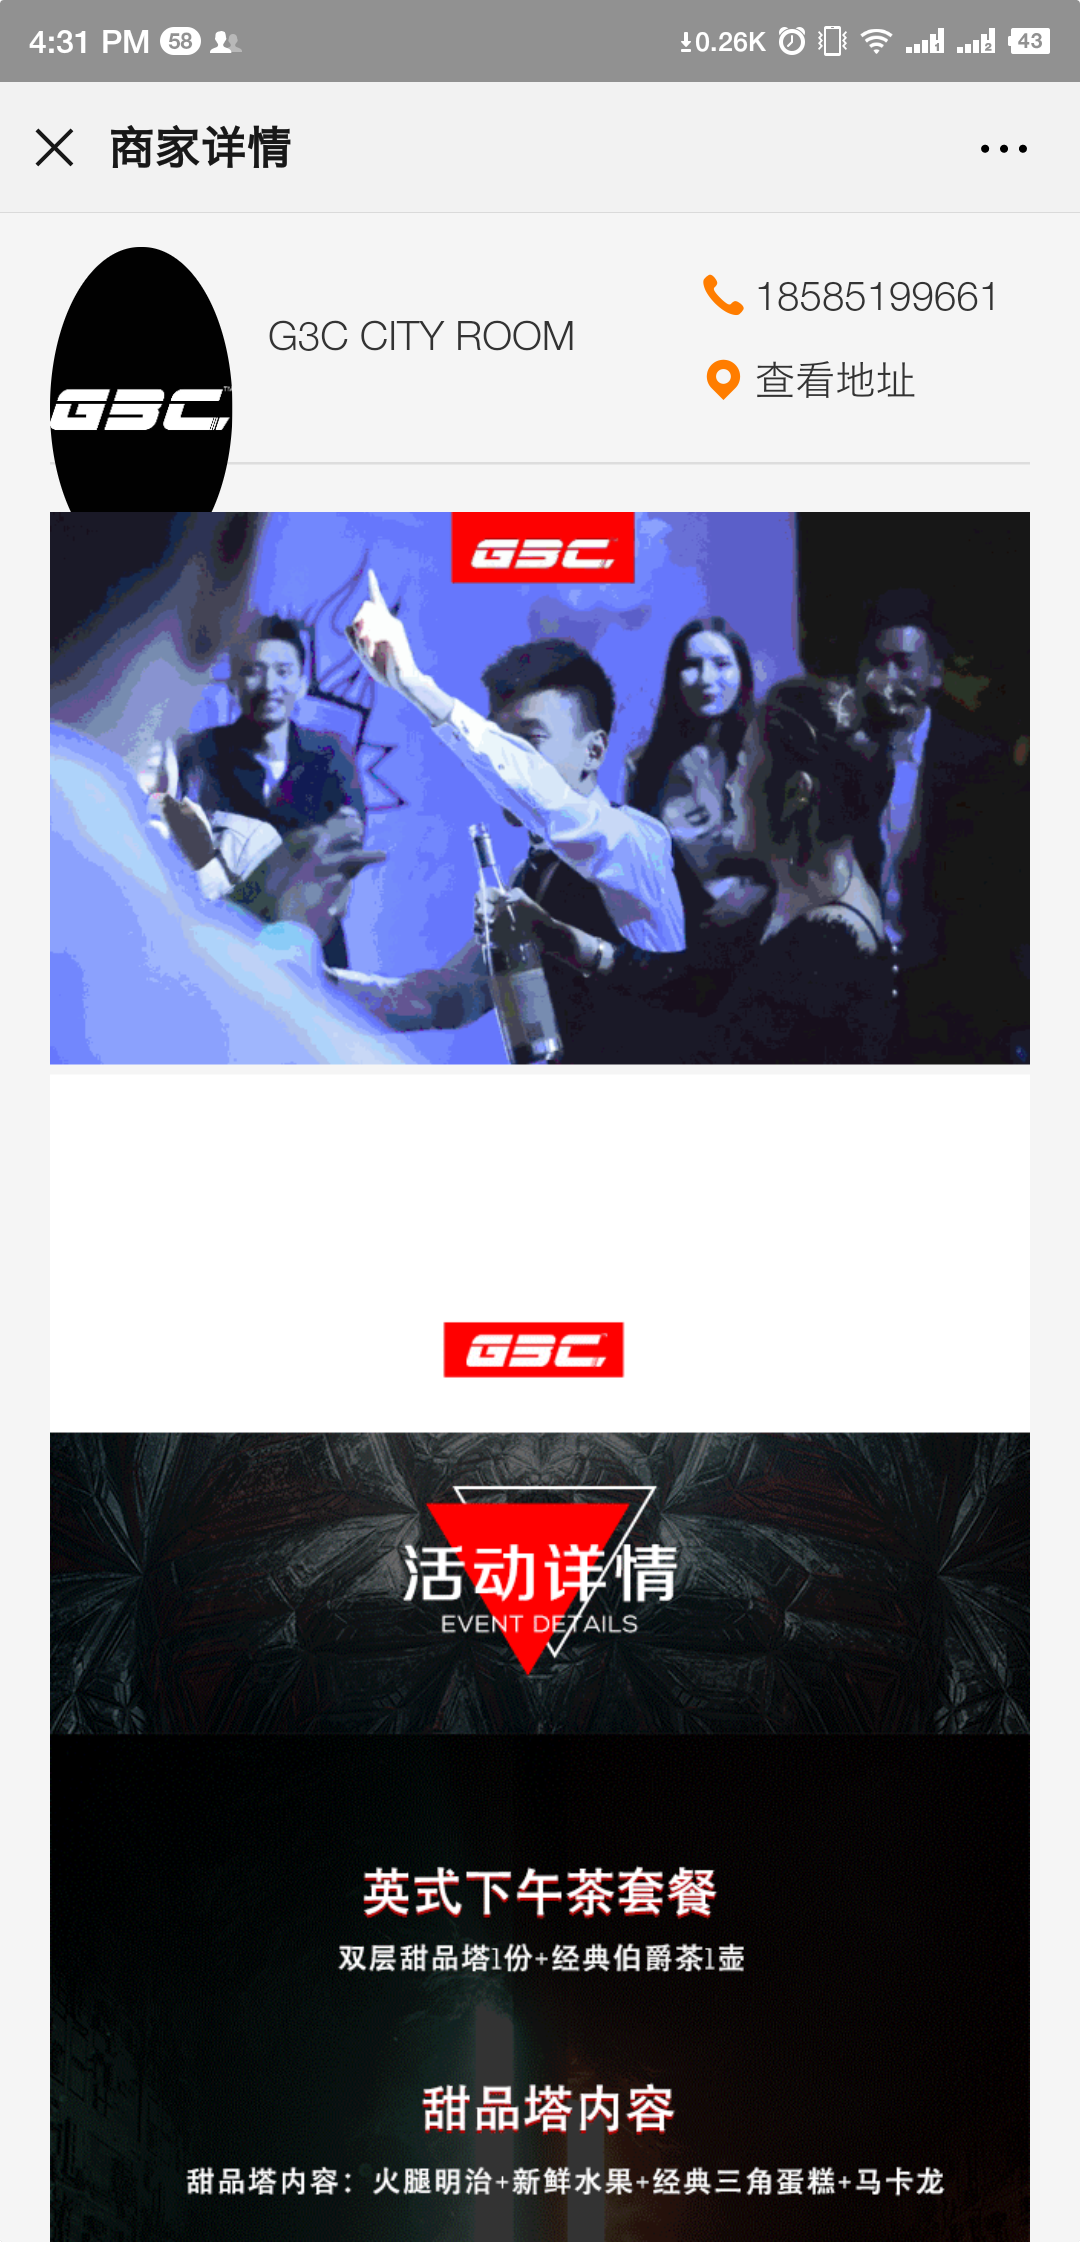 4:31 PM 58 0.26K 1 2 43
商家详情
G3C™
G3C CITY ROOM
18585199661
查看地址
G3C
G3C
活动详情
EVENT DETAILS
英式下午茶套餐
双层甜品塔1份+经典伯爵茶1壶
甜品塔内容
甜品塔内容：火腿明治+新鲜水果+经典三角蛋糕+马卡龙